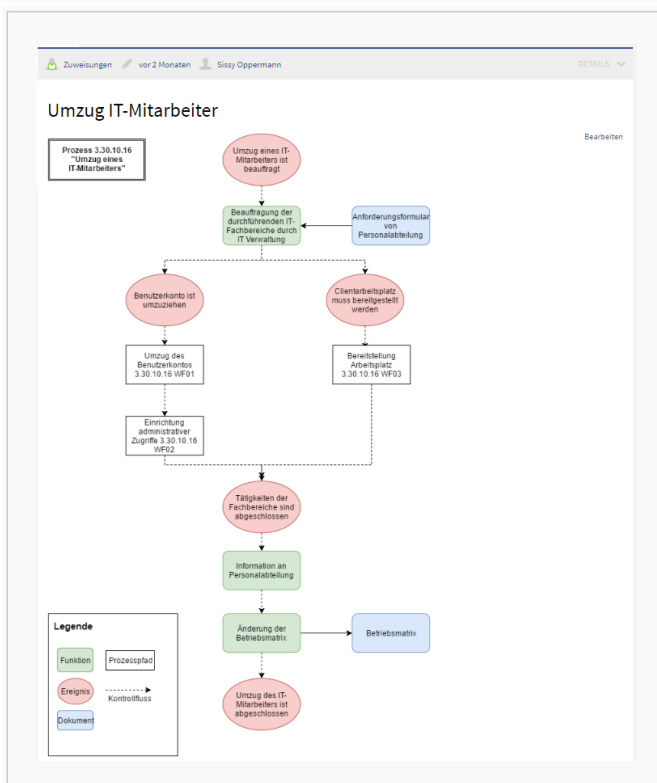 Zuweisungen vor 2 Monaten Sissy Oppermann DETAILS
Umzug IT-Mitarbeiter
Bearbeiten
Prozess 3.30.10.16
"Umzug eines
IT-Mitarbeiters"
Umzug eines IT-
Mitarbeiters ist
beauftragt
Beauftragung der
durchführenden IT-
Fachbereiche durch
IT Verwaltung
Anforderungsformular
von
Personalabteilung
Benutzerkonto ist
umzuziehen
Clientarbeitsplatz
muss bereitgestellt
werden
Umzug des
Benutzerkontos
3.30.10.16 WF01
Bereitstellung
Arbeitsplatz
3.30.10.16 WF03
Einrichtung
administrativer
Zugriffe 3.30.10.16
WF02
Tätigkeiten der
Fachbereiche sind
abgeschlossen
Information an
Personalabteilung
Änderung der
Betriebsmatrix
Betriebsmatrix
Umzug des IT-
Mitarbeiters ist
abgeschlossen
Legende
Funktion
Prozesspfad
Ereignis
Kontrollfluss
Dokument